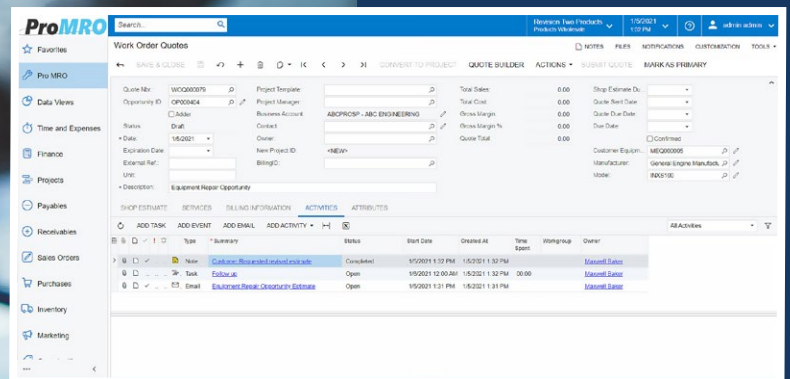 ProMRO
Search...
Revision Two Products
Products Wholesale
1/5/2021
1:32 PM
admin admin
Favorites
Pro MRO
Data Views
Time and Expenses
Finance
Projects
Payables
Receivables
Sales Orders
Purchases
Inventory
Marketing
Work Order Quotes
NOTES FILES NOTIFICATIONS CUSTOMIZATION TOOLS
SAVE & CLOSE CONVERT TO PROJECT QUOTE BUILDER ACTIONS SUBMIT QUOTE MARK AS PRIMARY
Quote Nbr.: WOQ000079
Opportunity ID: OP000404
Adder
Status: Draft
* Date: 1/5/2021
Expiration Date:
External Ref.:
Unit:
* Description: Equipment Repair Opportunity
Project Template:
Project Manager:
Business Account: ABCPROSP - ABC ENGINEERING
Contact:
Owner:
New Project ID: <NEW>
BillingID:
Total Sales: 0.00
Total Cost: 0.00
Gross Margin: 0.00
Gross Margin %: 0.00
Quote Total: 0.00
Shop Estimate Du...
Quote Sent Date:
Quote Due Date:
Due Date:
Confirmed
Customer Equipm...
Manufacturer: General Engine Manufactu
Model:
SHOP ESTIMATE SERVICES BILLING INFORMATION ACTIVITIES ATTRIBUTES
ADD TASK ADD EVENT ADD EMAIL ADD ACTIVITY All Activities
Type * Summary Status Start Date Created At Time Spent Workgroup Owner
Note Customer Requested revised estimate Completed 1/5/2021 1:32 PM 1/5/2021 1:32 PM Maxwell Baker
Task Follow up Open 1/5/2021 12:00 AM 1/5/2021 1:32 PM 00:00 Maxwell Baker
Email Equipment Repair Opportunity Estimate Open 1/5/2021 1:31 PM 1/5/2021 1:31 PM Maxwell Baker